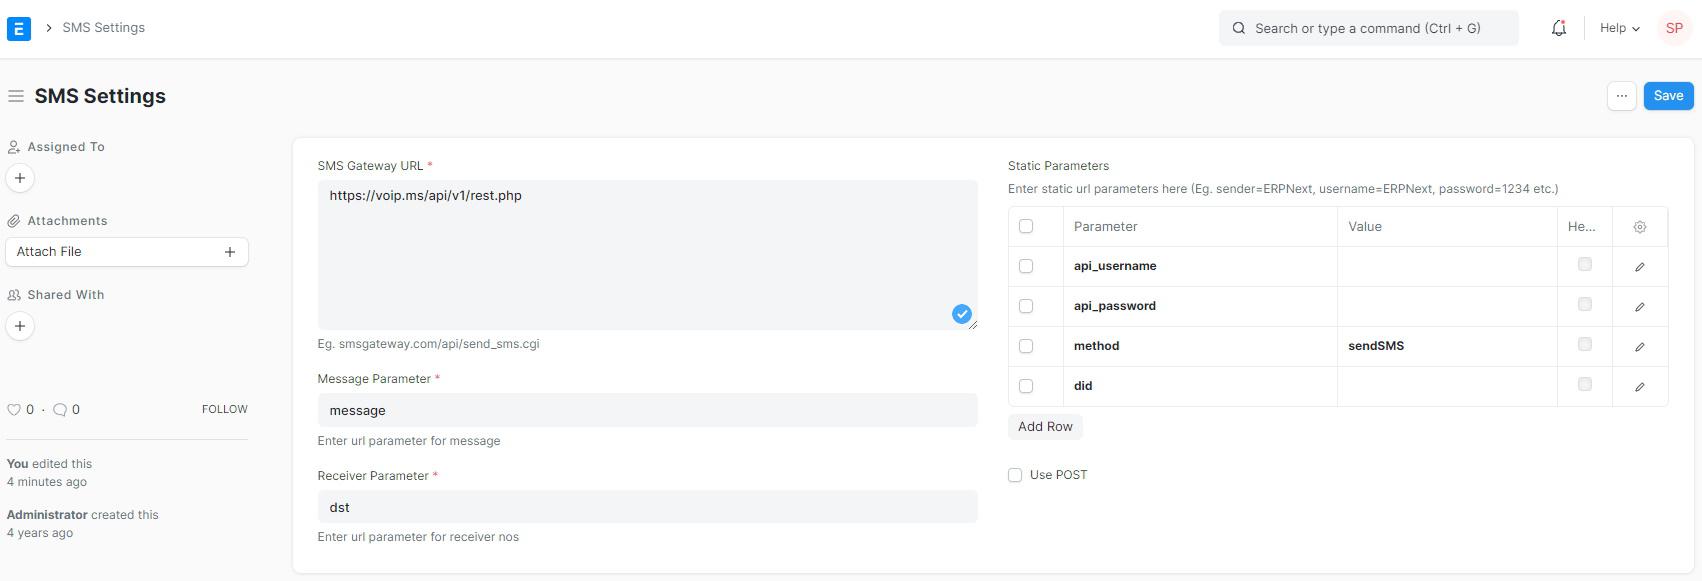 E
SMS Settings
Search or type a command (Ctrl + G)
Help
SP
SMS Settings
...
Save
Assigned To
Attachments
Attach File
Shared With
0 · 0
FOLLOW
You edited this
4 minutes ago
Administrator created this
4 years ago
SMS Gateway URL *
https://voip.ms/api/v1/rest.php
Eg. smsgateway.com/api/send_sms.cgi
Message Parameter *
message
Enter url parameter for message
Receiver Parameter *
dst
Enter url parameter for receiver nos
Static Parameters
Enter static url parameters here (Eg. sender=ERPNext, username=ERPNext, password=1234 etc.)
Parameter Value He...
api_username
api_password
method sendSMS
did
Add Row
Use POST